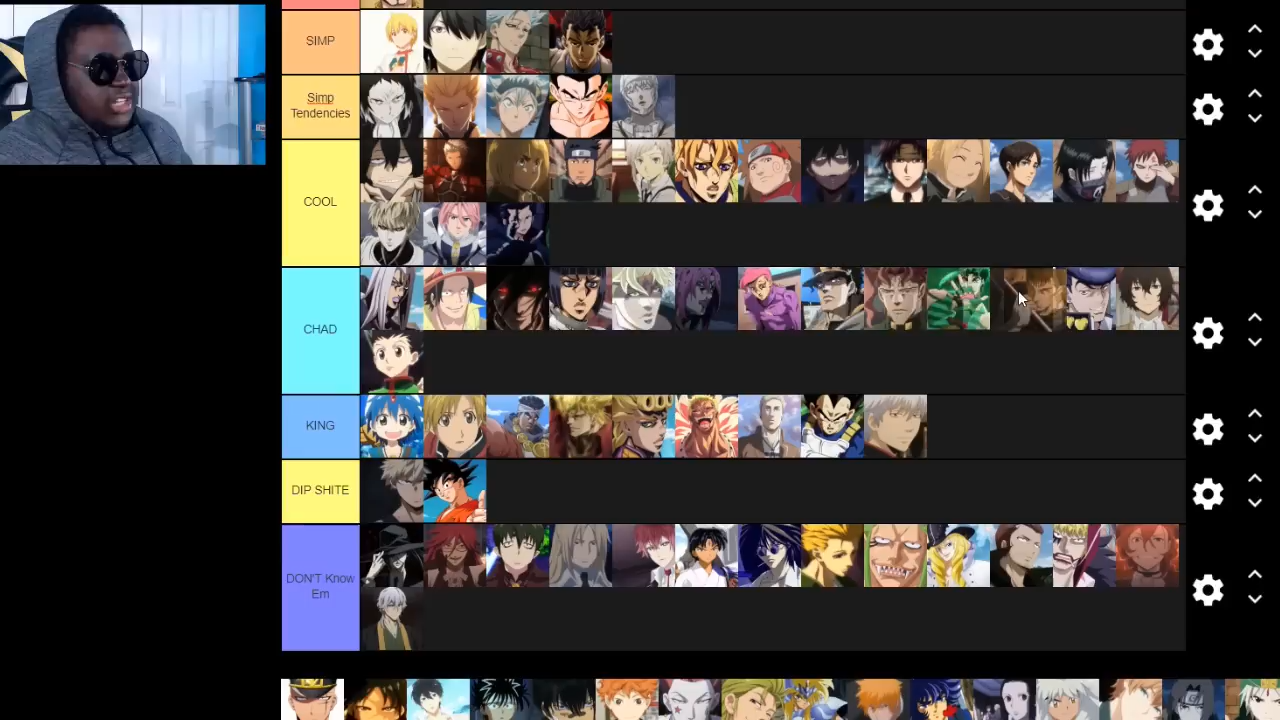 SIMP
Simp
Tendencies
COOL
CHAD
KING
DIP SHITE
DON'T Know
Em